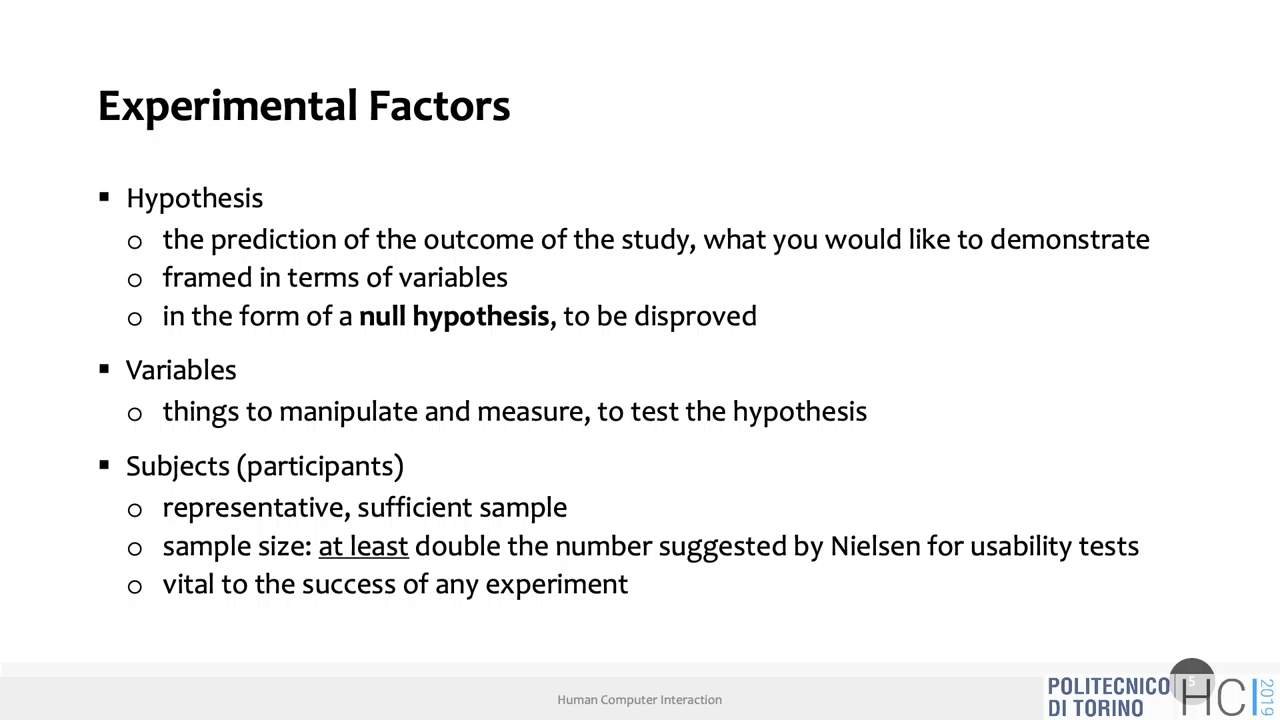 Experimental Factors
▪ Hypothesis
o the prediction of the outcome of the study, what you would like to demonstrate
o framed in terms of variables
o in the form of a null hypothesis, to be disproved
▪ Variables
o things to manipulate and measure, to test the hypothesis
▪ Subjects (participants)
o representative, sufficient sample
o sample size: at least double the number suggested by Nielsen for usability tests
o vital to the success of any experiment
Human Computer Interaction
POLITECNICO
DI TORINO
5
HCI
2019